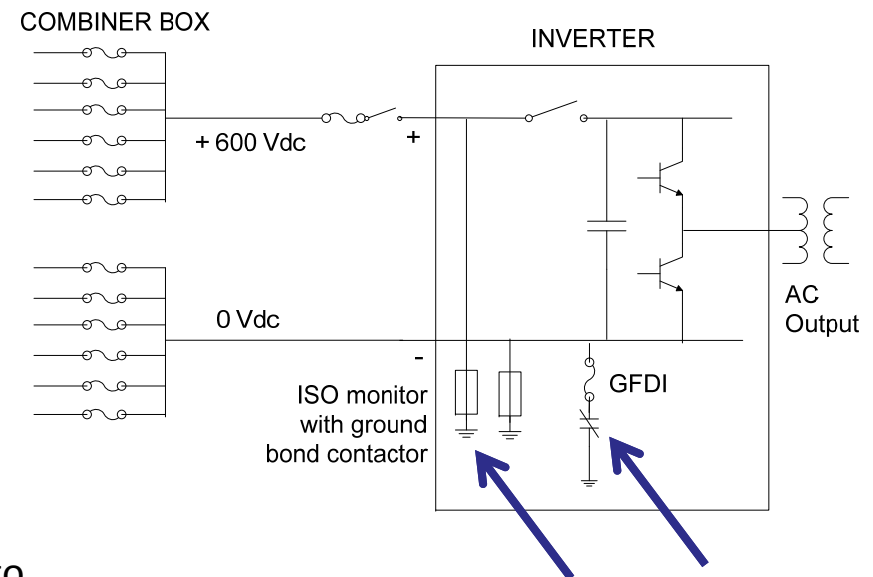 COMBINER BOX
INVERTER
+ 600 Vdc
+
0 Vdc
-
ISO monitor
with ground
bond contactor
GFDI
AC
Output